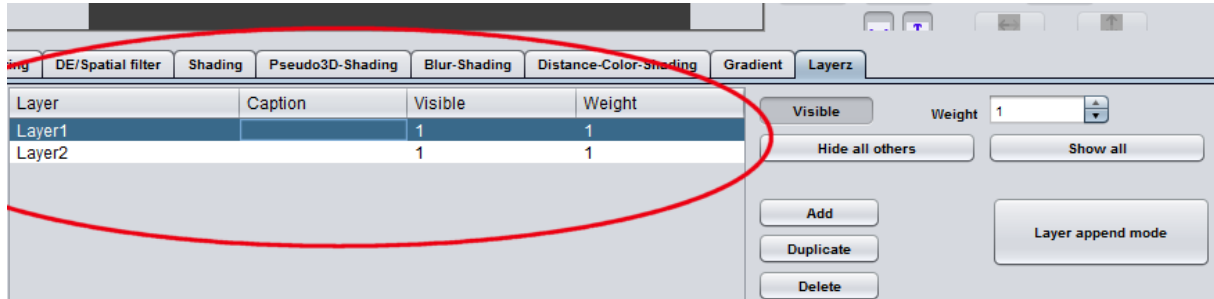 DE/Spatial filter Shading Pseudo3D-Shading Blur-Shading Distance-Color-Shading Gradient Layerz
Layer Caption Visible Weight
Layer1 1 1
Layer2 1 1
Visible Weight 1
Hide all others Show all
Add
Layer append mode
Duplicate
Delete